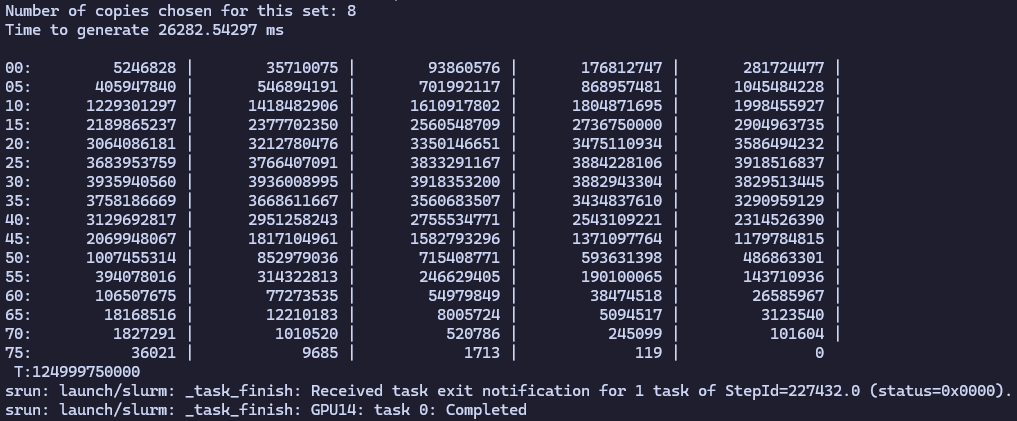 Number of copies chosen for this set: 8
Time to generate 26282.54297 ms
00: 5246828 | 35710075 | 93860576 | 176812747 | 281724477 |
05: 405947840 | 546894191 | 701992117 | 868957481 | 1045484228 |
10: 1229301297 | 1418482906 | 1610917802 | 1804871695 | 1998455927 |
15: 2189865237 | 2377702350 | 2560548709 | 2736750000 | 2904963735 |
20: 3064086181 | 3212780476 | 3350146651 | 3475110934 | 3586494232 |
25: 3683953759 | 3766407091 | 3833291167 | 3884228106 | 3918516837 |
30: 3935940560 | 3936008995 | 3918353200 | 3882943304 | 3829513445 |
35: 3758186669 | 3668611667 | 3560683507 | 3434837610 | 3290959129 |
40: 3129692817 | 2951258243 | 2755534771 | 2543109221 | 2314526390 |
45: 2069948067 | 1817104961 | 1582793296 | 1371097764 | 1179784815 |
50: 1007455314 | 852979036 | 715408771 | 593631398 | 486863301 |
55: 394078016 | 314322813 | 246629405 | 190100065 | 143710936 |
60: 106507675 | 77273535 | 54979849 | 38474518 | 26585967 |
65: 18168516 | 12210183 | 8005724 | 5094517 | 3123540 |
70: 1827291 | 1010520 | 520786 | 245099 | 101604 |
75: 36021 | 9685 | 1713 | 119 | 0
T:124999750000
srun: launch/slurm: _task_finish: Received task exit notification for 1 task of StepId=227432.0 (status=0x0000).
srun: launch/slurm: _task_finish: GPU14: task 0: Completed